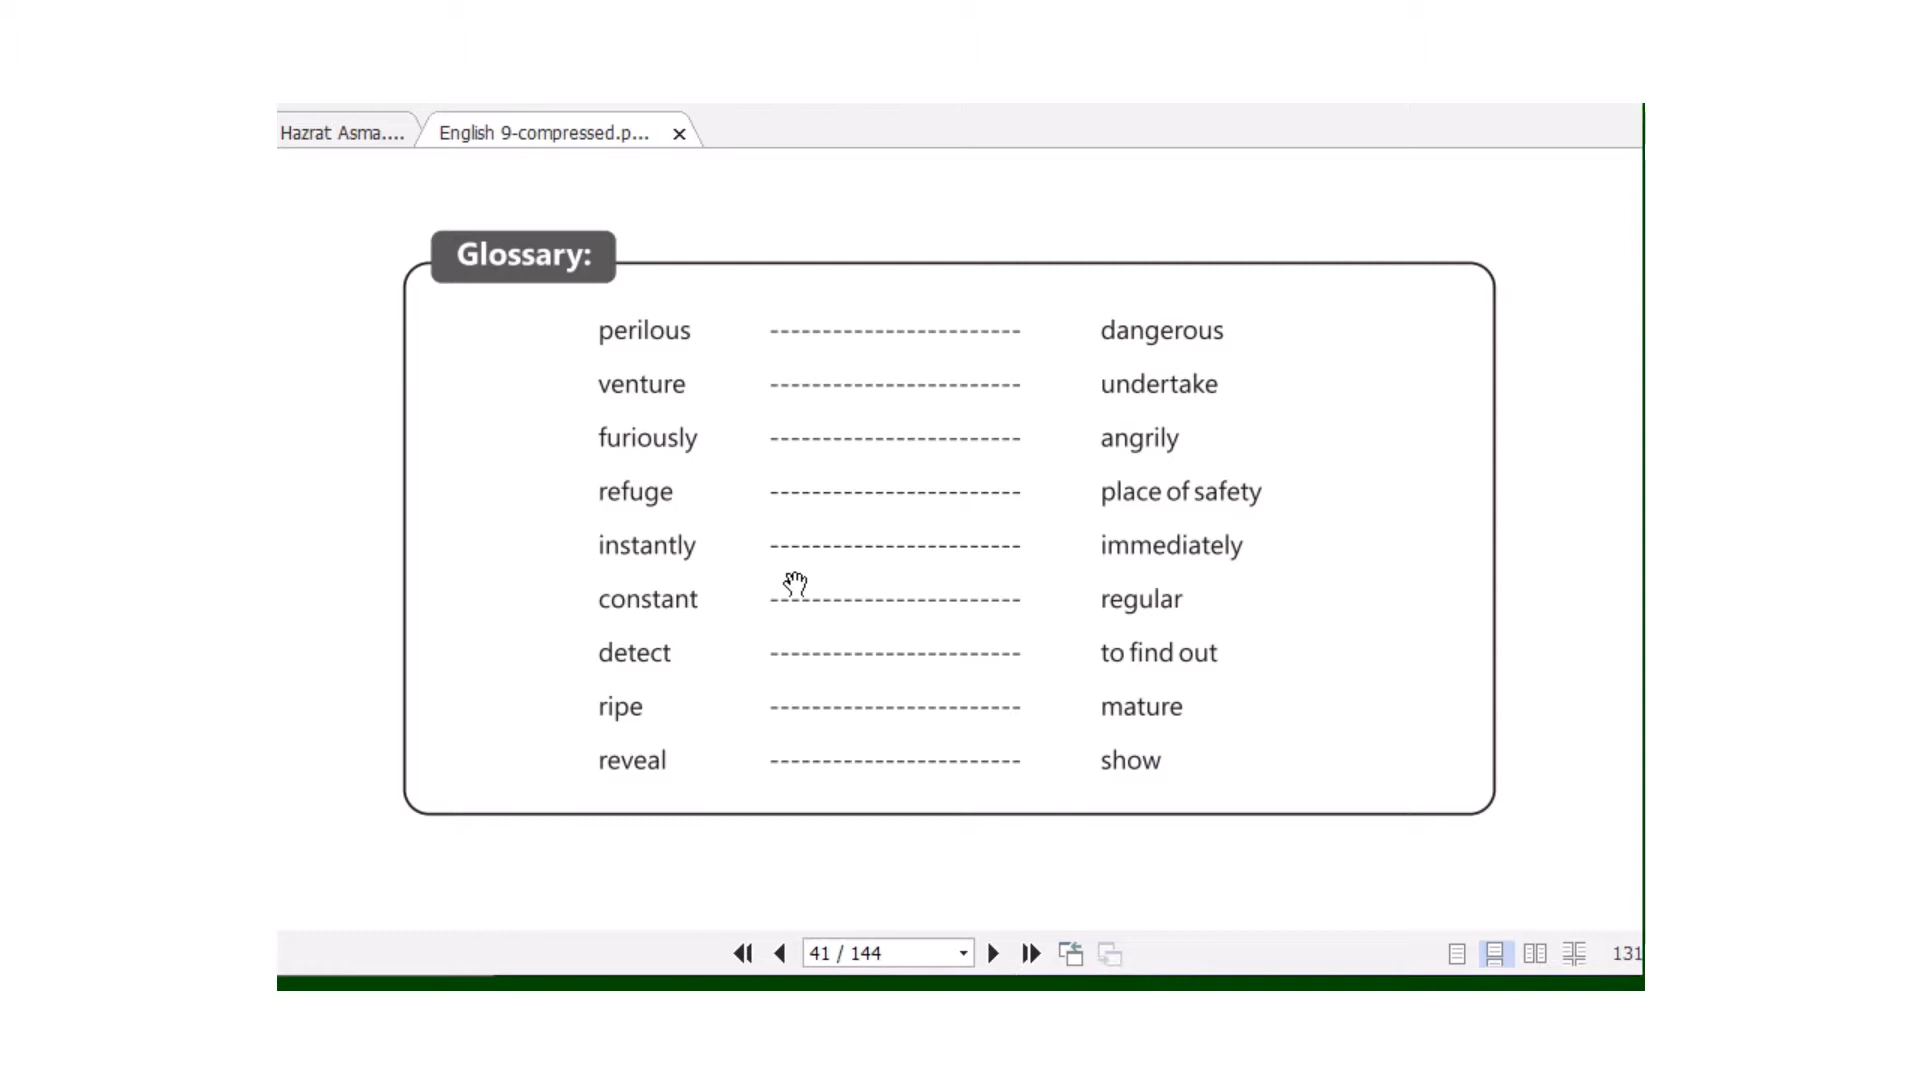 Hazrat Asma.... English 9-compressed.p...
Glossary:
perilous ------------------------ dangerous
venture ------------------------ undertake
furiously ------------------------ angrily
refuge ------------------------ place of safety
instantly ------------------------ immediately
constant ------------------------ regular
detect ------------------------ to find out
ripe ------------------------ mature
reveal ------------------------ show
41 / 144 131